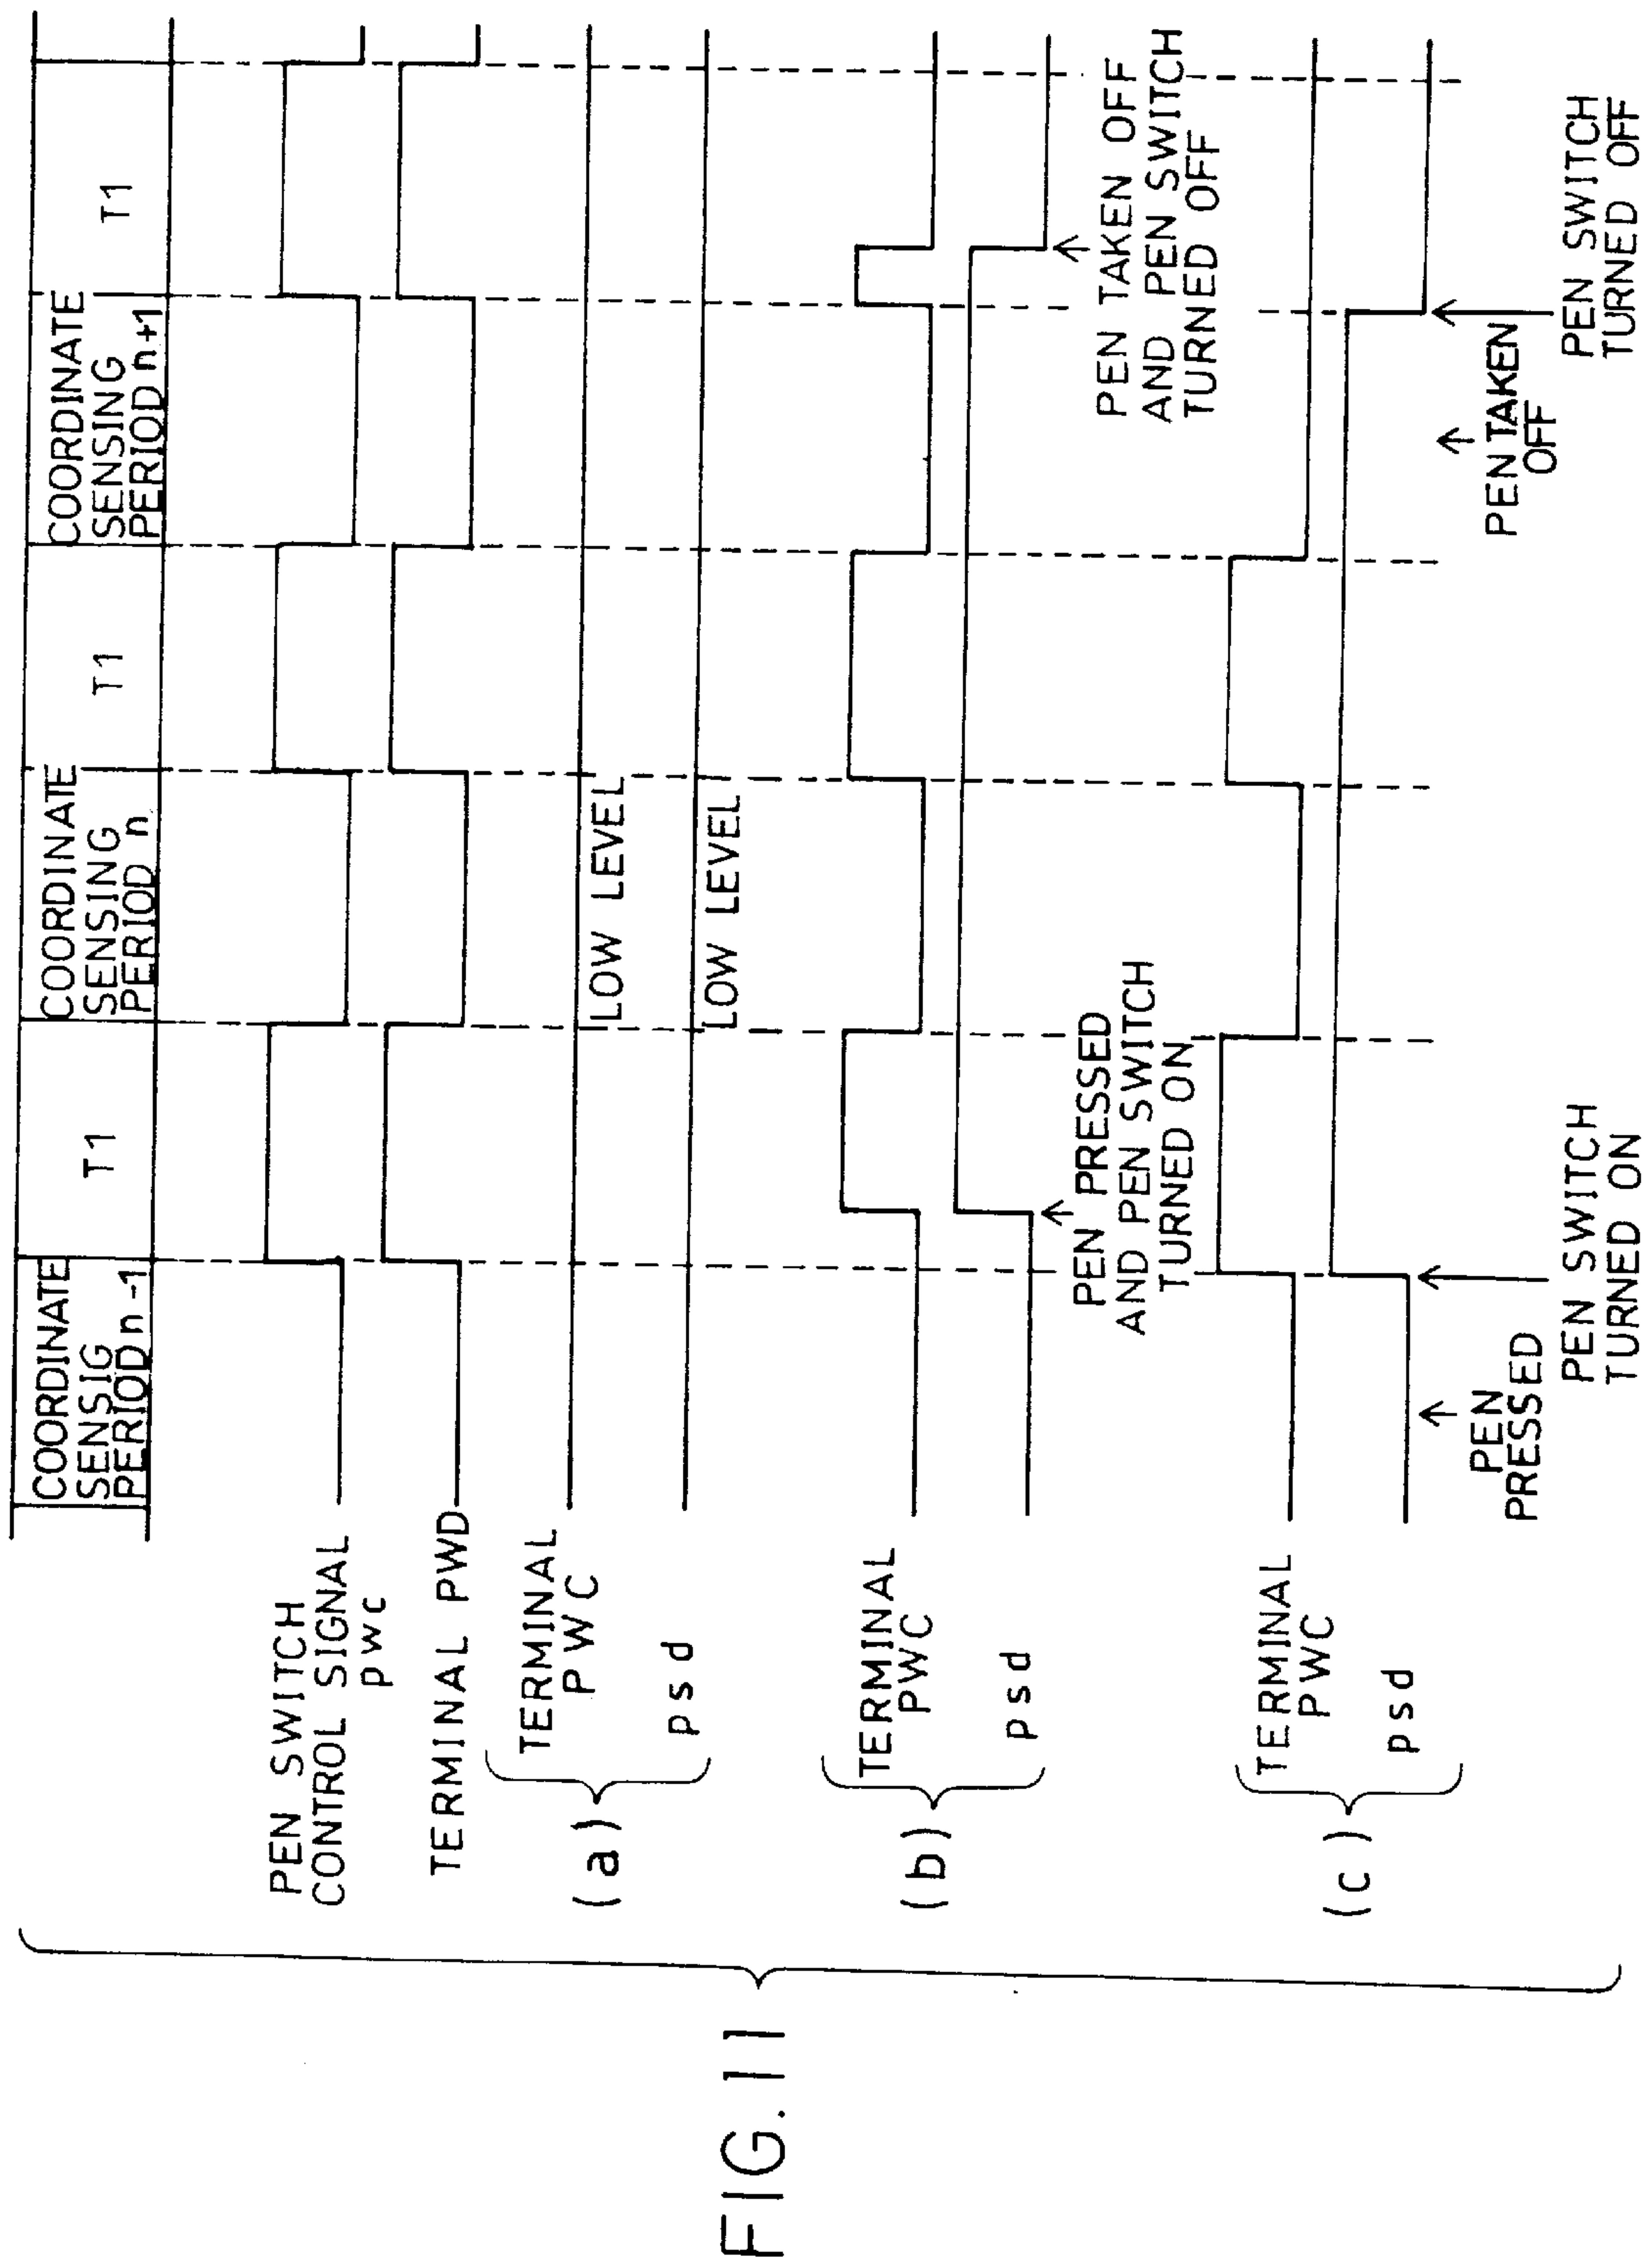 FIG. 11
COORDINATE
SENSIG
PERIOD n -1
T1
COORDINATE
SENSING
PERIOD n
T1
COORDINATE
SENSING
PERIOD n+1
T1
PEN SWITCH
CONTROL SIGNAL
pwc
TERMINAL PWD
(a)
TERMINAL
PWC
LOW LEVEL
psd
LOW LEVEL
(b)
TERMINAL
PWC
psd
PEN PRESSED
AND PEN SWITCH
TURNED ON
PEN TAKEN OFF
AND PEN SWITCH
TURNED OFF
(c)
TERMINAL
PWC
psd
PEN
PRESSED
PEN SWITCH
TURNED ON
PEN TAKEN
OFF
PEN SWITCH
TURNED OFF